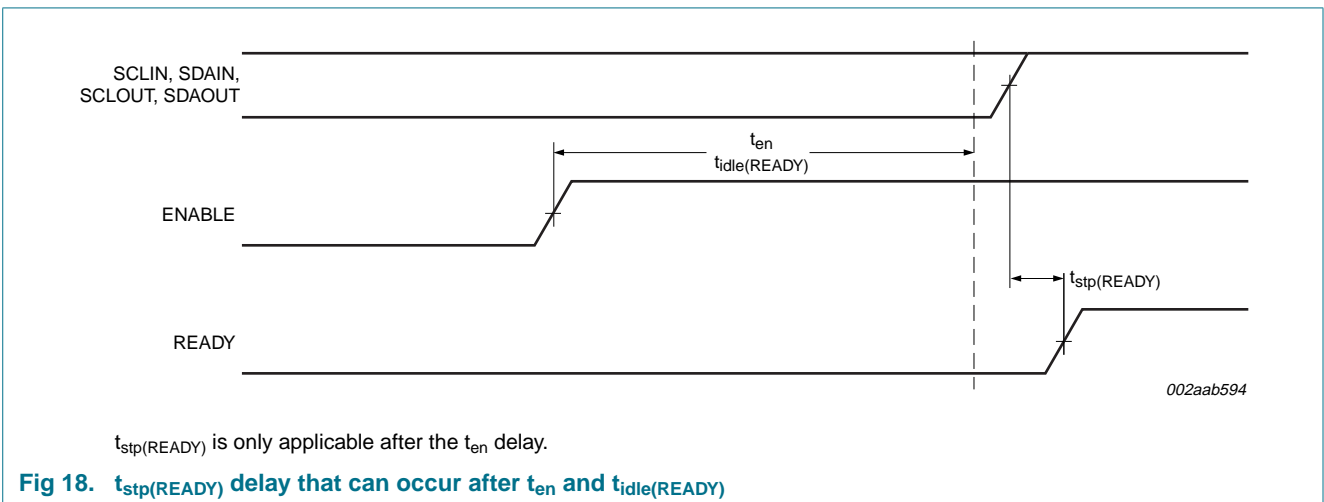 SCLIN, SDAIN,
SCLOUT, SDAOUT
ten
tidle(READY)
ENABLE
tstp(READY)
READY
002aab594
tstp(READY) is only applicable after the ten delay.
Fig 18. tstp(READY) delay that can occur after ten and tidle(READY)